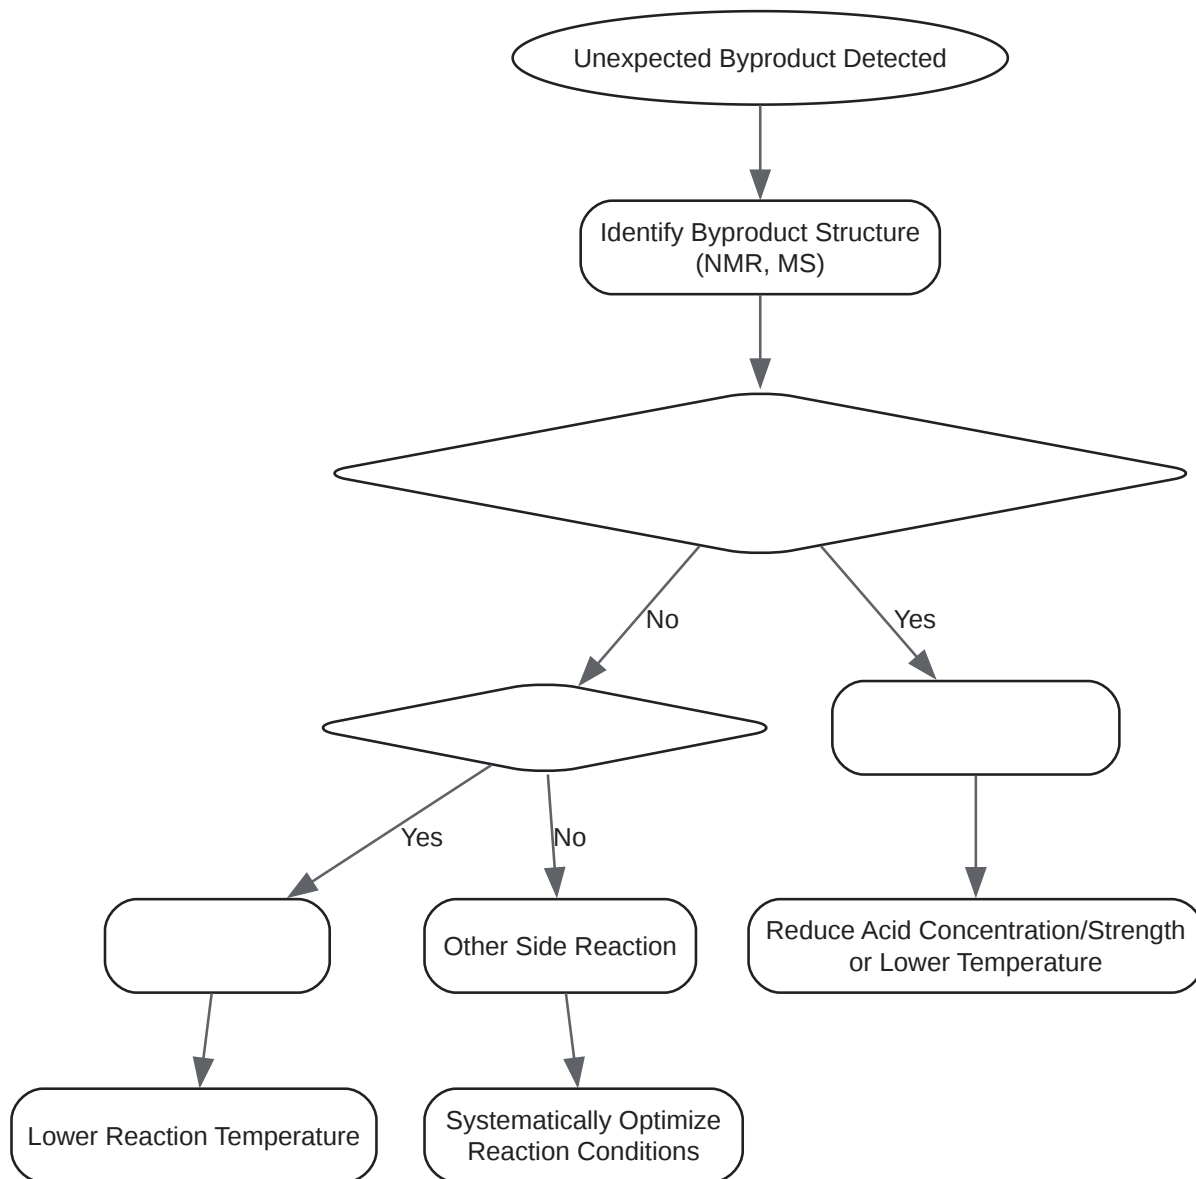 Unexpected Byproduct Detected
Identify Byproduct Structure
(NMR, MS)
No
Yes
Yes
No
Other Side Reaction
Reduce Acid Concentration/Strength
or Lower Temperature
Lower Reaction Temperature
Systematically Optimize
Reaction Conditions